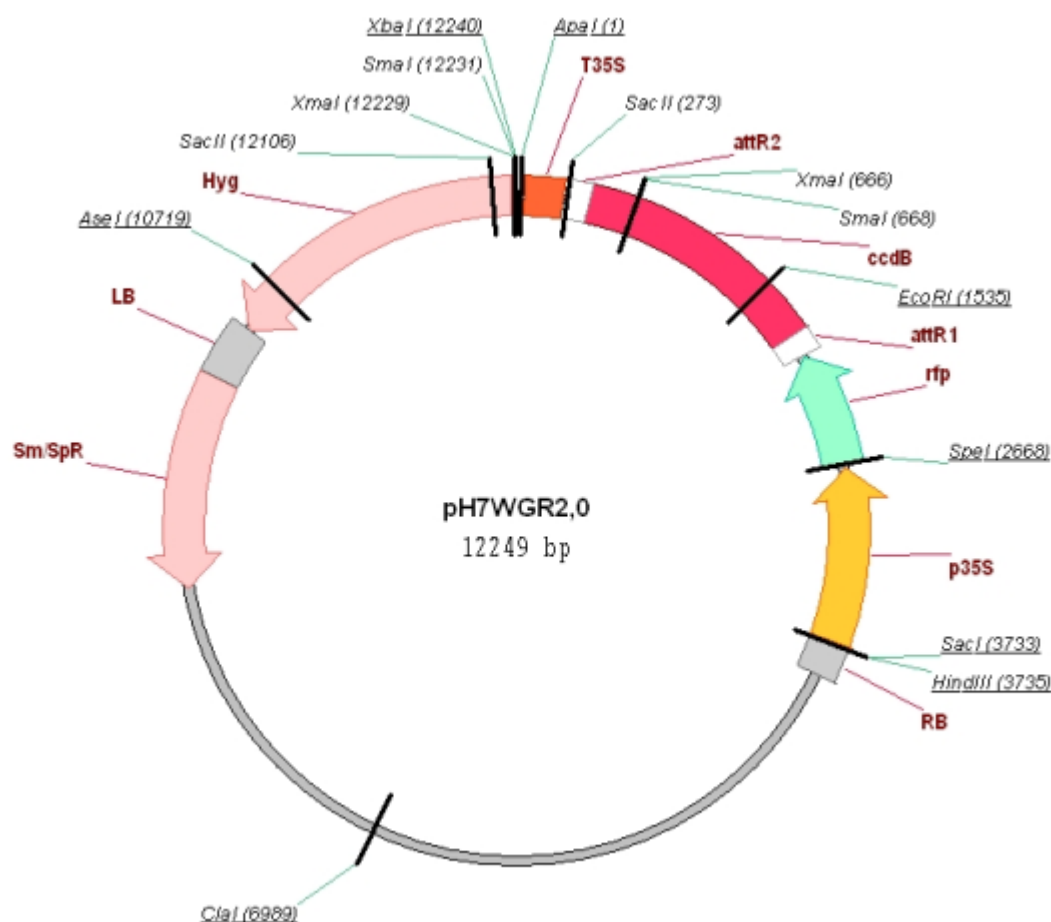 XbaI (12240)
ApaI (1)
SmaI (12231)
T35S
XmaI (12229)
SacII (273)
SacII (12106)
attR2
Hyg
XmaI (666)
AseI (10719)
SmaI (668)
ccdB
LB
EcoRI (1535)
attR1
rfp
Sm/SpR
SpeI (2668)
pH7WGR2,0
12249 bp
p35S
SacI (3733)
HindIII (3735)
RB
ClaI (6989)